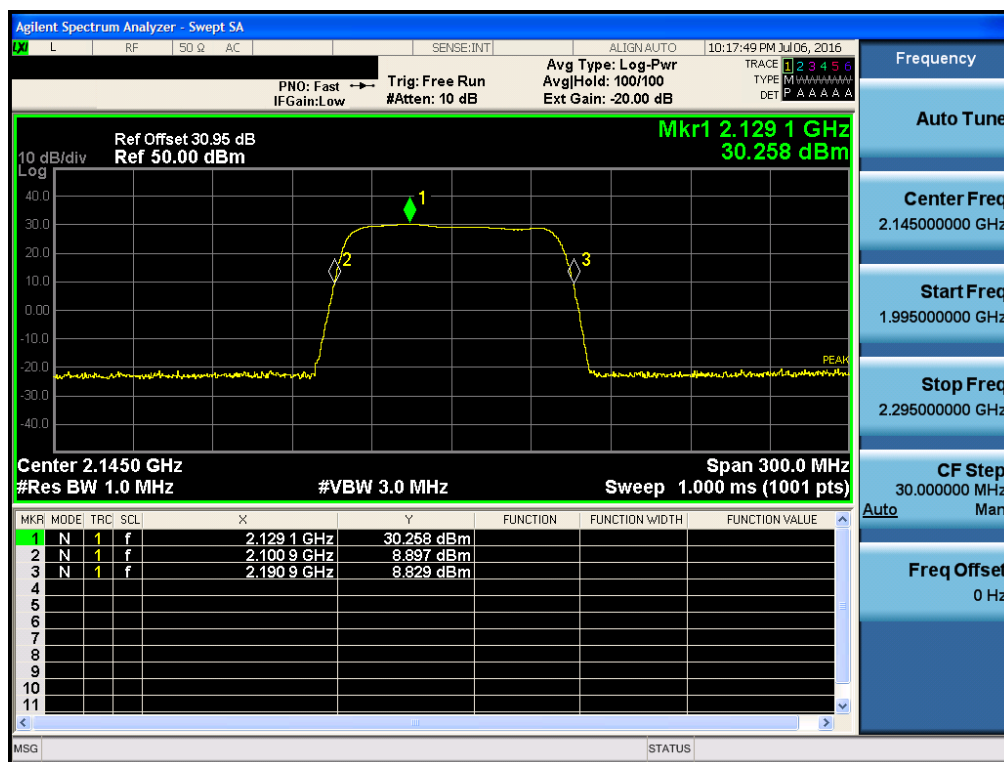 Agilent Spectrum Analyzer - Swept SA
LXI L RF 50 Ω AC SENSE:INT ALIGN AUTO 10:17:49 PM Jul 06, 2016
PNO: Fast
IFGain:Low
Trig: Free Run
#Atten: 10 dB
Avg Type: Log-Pwr
Avg|Hold: 100/100
Ext Gain: -20.00 dB
TRACE 1 2 3 4 5 6
TYPE M
DET P A A A A A
Ref Offset 30.95 dB
10 dB/div Ref 50.00 dBm
Log
Mkr1 2.129 1 GHz
30.258 dBm
40.0
30.0
20.0
10.0
0.00
-10.0
-20.0
-30.0
-40.0
1
2
3
PEAK
Center 2.1450 GHz Span 300.0 MHz
#Res BW 1.0 MHz #VBW 3.0 MHz Sweep 1.000 ms (1001 pts)
MKR MODE TRC SCL X Y FUNCTION FUNCTION WIDTH FUNCTION VALUE
1 N 1 f 2.129 1 GHz 30.258 dBm
2 N 1 f 2.100 9 GHz 8.897 dBm
3 N 1 f 2.190 9 GHz 8.829 dBm
4
5
6
7
8
9
10
11
MSG STATUS
Frequency
Auto Tune
Center Freq
2.145000000 GHz
Start Freq
1.995000000 GHz
Stop Freq
2.295000000 GHz
CF Step
30.000000 MHz
Auto Man
Freq Offset
0 Hz